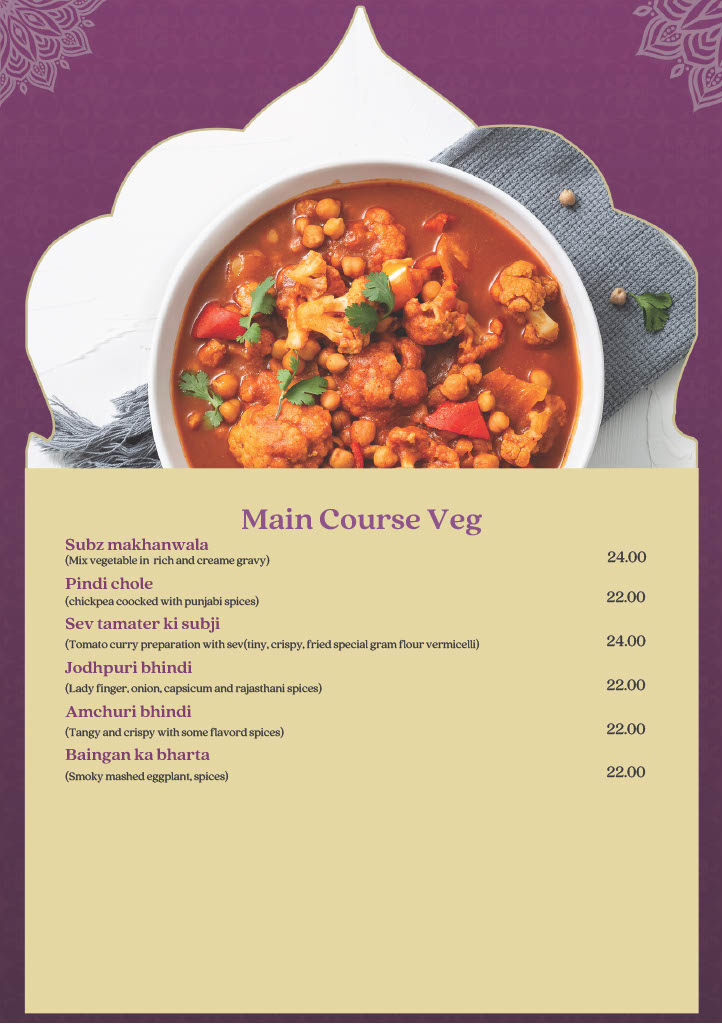 Main Course Veg
Subz makhanwala
(Mix vegetable in rich and creame gravy) 24.00
Pindi chole
(chickpea coocked with punjabi spices) 22.00
Sev tamater ki subji
(Tomato curry preparation with sev(tiny, crispy, fried special gram flour vermicelli) 24.00
Jodhpuri bhindi
(Lady finger, onion, capsicum and rajasthani spices) 22.00
Amchuri bhindi
(Tangy and crispy with some flavord spices) 22.00
Baingan ka bharta
(Smoky mashed eggplant, spices) 22.00